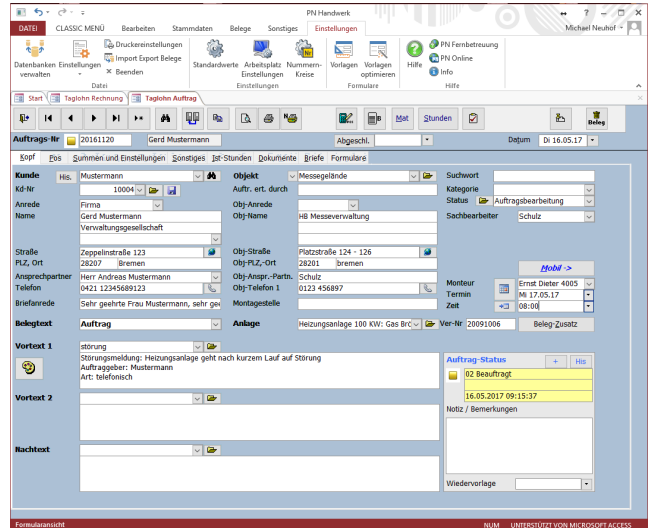 PN Handwerk
? – □ X
DATEI CLASSIC MENÜ Bearbeiten Stammdaten Belege Sonstiges Einstellungen Michael Neuhof
Datenbanken verwalten
Einstellungen
Druckereinstellungen
Import Export Belege
Beenden
Standardwerte
Arbeitsplatz Einstellungen
Nummern-Kreise
Vorlagen
Vorlagen optimieren
Hilfe
PN Fernbetreuung
PN Online
Info
Datei Einstellungen Formulare Hilfe
Start Taglohn Rechnung Taglohn Auftrag
Mat Stunden Beleg
Auftrags-Nr 20161120 Gerd Mustermann Abgeschl. Datum Di 16.05.17
Kopf Pos Summen und Einstellungen Sonstiges Ist-Stunden Dokumente Briefe Formulare
Kunde His. Mustermann Objekt Messegelände Suchwort
Kd-Nr 10004 Auftr. ert. durch Kategorie
Status Auftragsbearbeitung
Anrede Firma Obj-Anrede
Name Gerd Mustermann Obj-Name HB Messeverwaltung Sachbearbeiter Schulz
Verwaltungsgesellschaft
Straße Zeppelinstraße 123 Obj-Straße Platzstraße 124 - 126
PLZ, Ort 28207 Bremen Obj-PLZ,-Ort 28201 bremen
Mobil ->
Ansprechpartner Herr Andreas Mustermann Obj-Anspr.-Partn. Schulz
Telefon 0421 12345689123 Obj-Telefon 1 0123 456897
Monteur Ernst Dieter 4005
Termin Mi 17.05.17
Briefanrede Sehr geehrte Frau Mustermann, sehr gee Montagestelle Zeit 08:00
Belegtext Auftrag Anlage Heizungsanlage 100 KW: Gas Br Ver-Nr 20091006 Beleg-Zusatz
Vortext 1 störung
Störungsmeldung: Heizungsanlage geht nach kurzem Lauf auf Störung
Auftraggeber: Mustermann
Art: telefonisch
Auftrag-Status + His
02 Beauftragt
16.05.2017 09:15:37
Vortext 2
Notiz / Bemerkungen
Nachtext
Wiedervorlage
Formularansicht NUM UNTERSTÜTZT VON MICROSOFT ACCESS